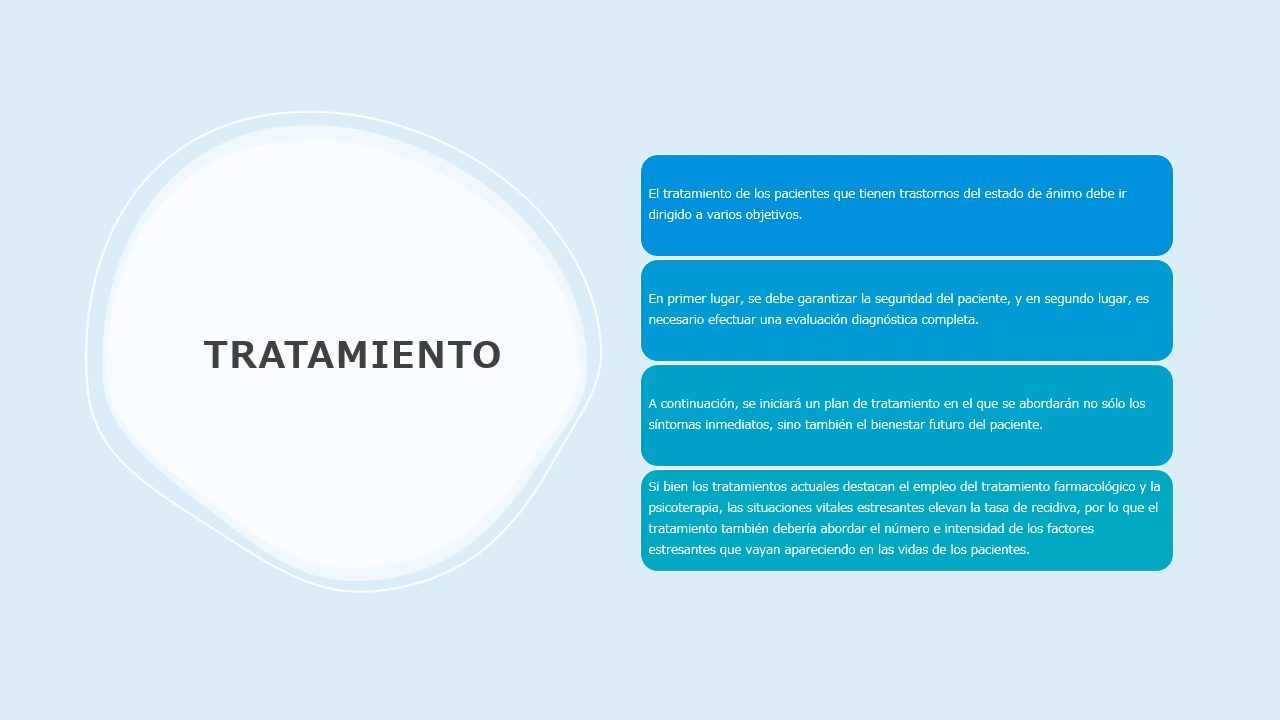 TRATAMIENTO
El tratamiento de los pacientes que tienen trastornos del estado de ánimo debe ir
dirigido a varios objetivos.
En primer lugar, se debe garantizar la seguridad del paciente, y en segundo lugar, es
necesario efectuar una evaluación diagnóstica completa.
A continuación, se iniciará un plan de tratamiento en el que se abordarán no sólo los
síntomas inmediatos, sino también el bienestar futuro del paciente.
Si bien los tratamientos actuales destacan el empleo del tratamiento farmacológico y la
psicoterapia, las situaciones vitales estresantes elevan la tasa de recidiva, por lo que el
tratamiento también debería abordar el número e intensidad de los factores
estresantes que vayan apareciendo en las vidas de los pacientes.